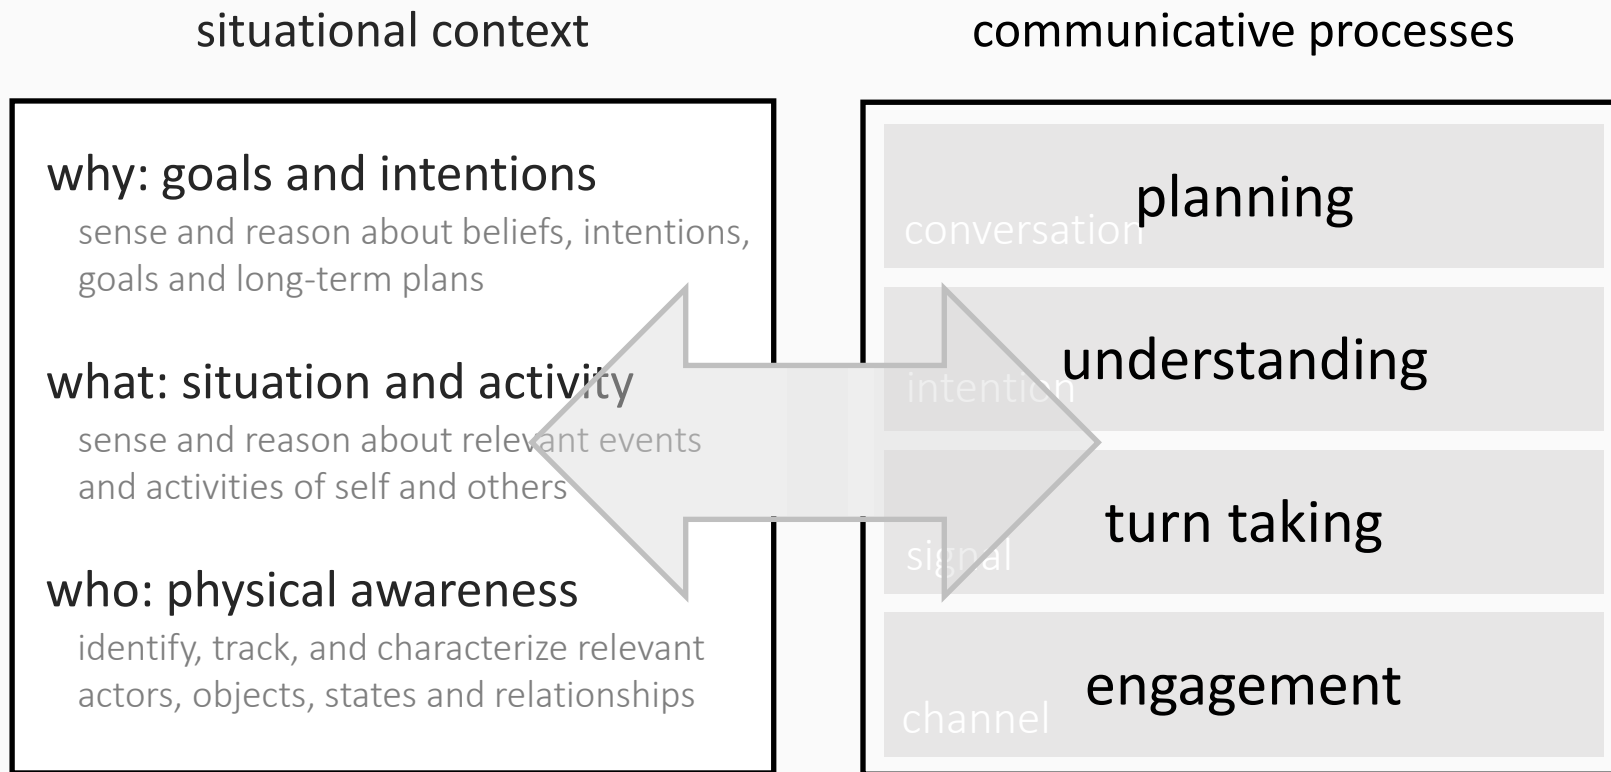 situational context
why: goals and intentions
sense and reason about beliefs, intentions,
goals and long-term plans
what: situation and activity
sense and reason about relevant events
and activities of self and others
who: physical awareness
identify, track, and characterize relevant
actors, objects, states and relationships
communicative processes
planning
conversation
understanding
intention
turn taking
signal
engagement
channel